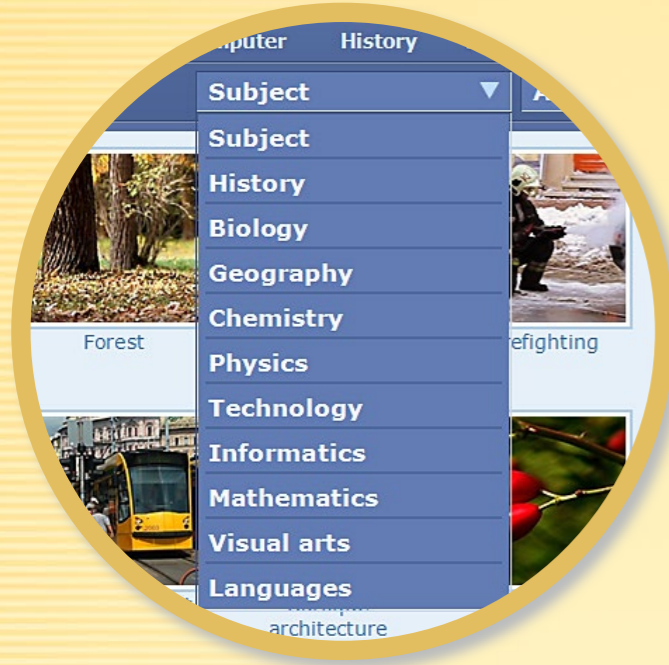 History
Subject
Subject
History
Biology
Geography
Chemistry
Physics
Technology
Informatics
Mathematics
Visual arts
Languages
Forest
architecture